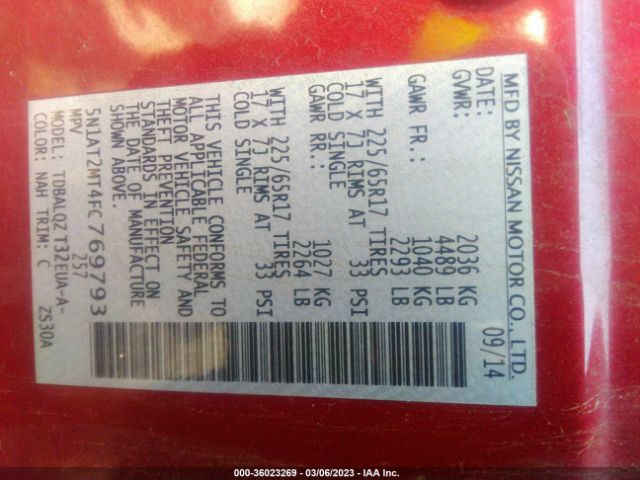 MFD BY NISSAN MOTOR CO., LTD.
DATE: 09/14
GVWR: 2036 KG
4489 LB
GAWR FR.: 1040 KG
2293 LB
WITH 225/65R17 TIRES
17 X 7J RIMS AT 33 PSI
COLD SINGLE
GAWR RR.: 1027 KG
2264 LB
WITH 225/65R17 TIRES
17 X 7J RIMS AT 33 PSI
COLD SINGLE
THIS VEHICLE CONFORMS TO
ALL APPLICABLE FEDERAL
MOTOR VEHICLE SAFETY AND
THEFT PREVENTION
STANDARDS IN EFFECT ON
THE DATE OF MANUFACTURE
SHOWN ABOVE.
5N1AT2MT4FC769793
MPV 257
MODEL: TDBALQZ T32EUA-A-
COLOR: NAH TRIM: C ZS30A
000-36023269 - 03/06/2023 - IAA Inc.